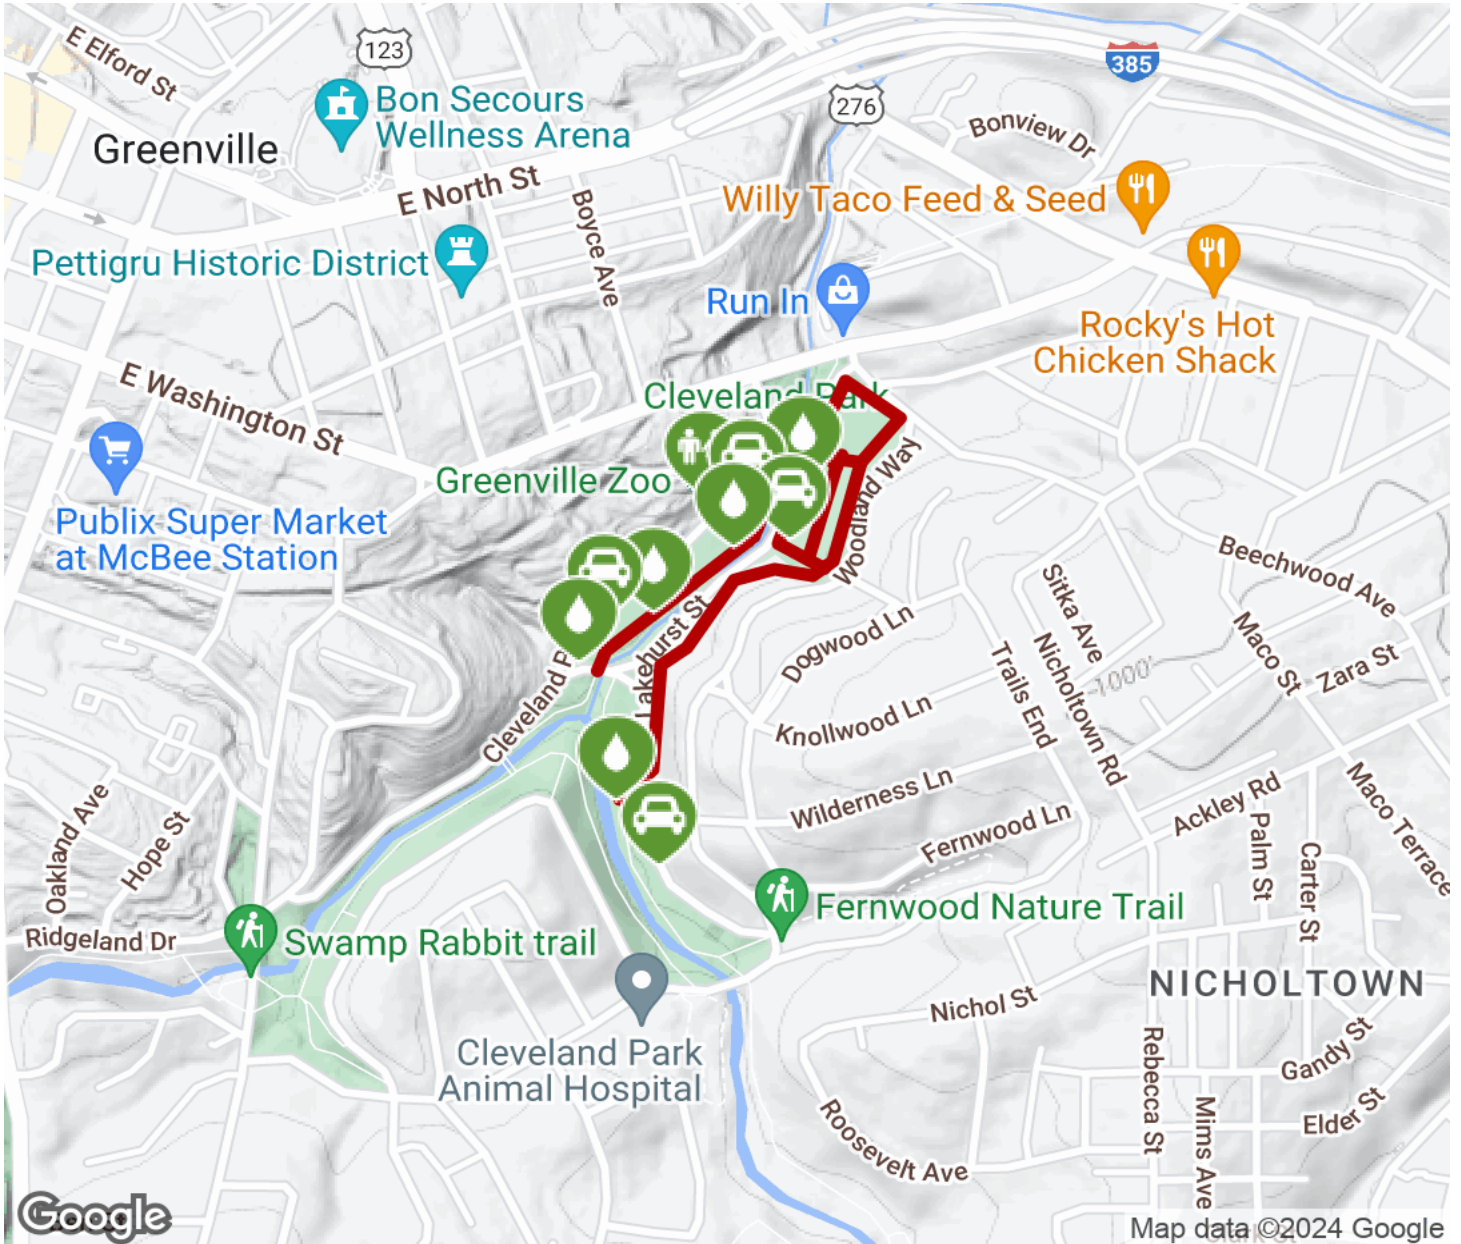 E Elford St
123
385
Bon Secours
Wellness Arena
276
Bonview Dr
Greenville
E North St
Willy Taco Feed & Seed
Boyce Ave
Pettigru Historic District
Run In
Rocky's Hot
Chicken Shack
E Washington St
Cleveland Park
Greenville Zoo
Woodland Way
Publix Super Market
at McBee Station
Beechwood Ave
Sitka Ave
Lakehurst St
Dogwood Ln
Maco St
Zara St
Nicholtown Rd
Trails End
1000'
Cleveland P
Knollwood Ln
Wilderness Ln
Oakland Ave
Hope St
Ackley Rd
Maco Terrace
Fernwood Ln
Palm St
Carter St
Fernwood Nature Trail
Ridgeland Dr
Swamp Rabbit trail
NICHOLTOWN
Nichol St
Cleveland Park
Animal Hospital
Rebecca St
Gandy St
Mims Ave
Elder St
Roosevelt Ave
Google
Map data ©2024 Google